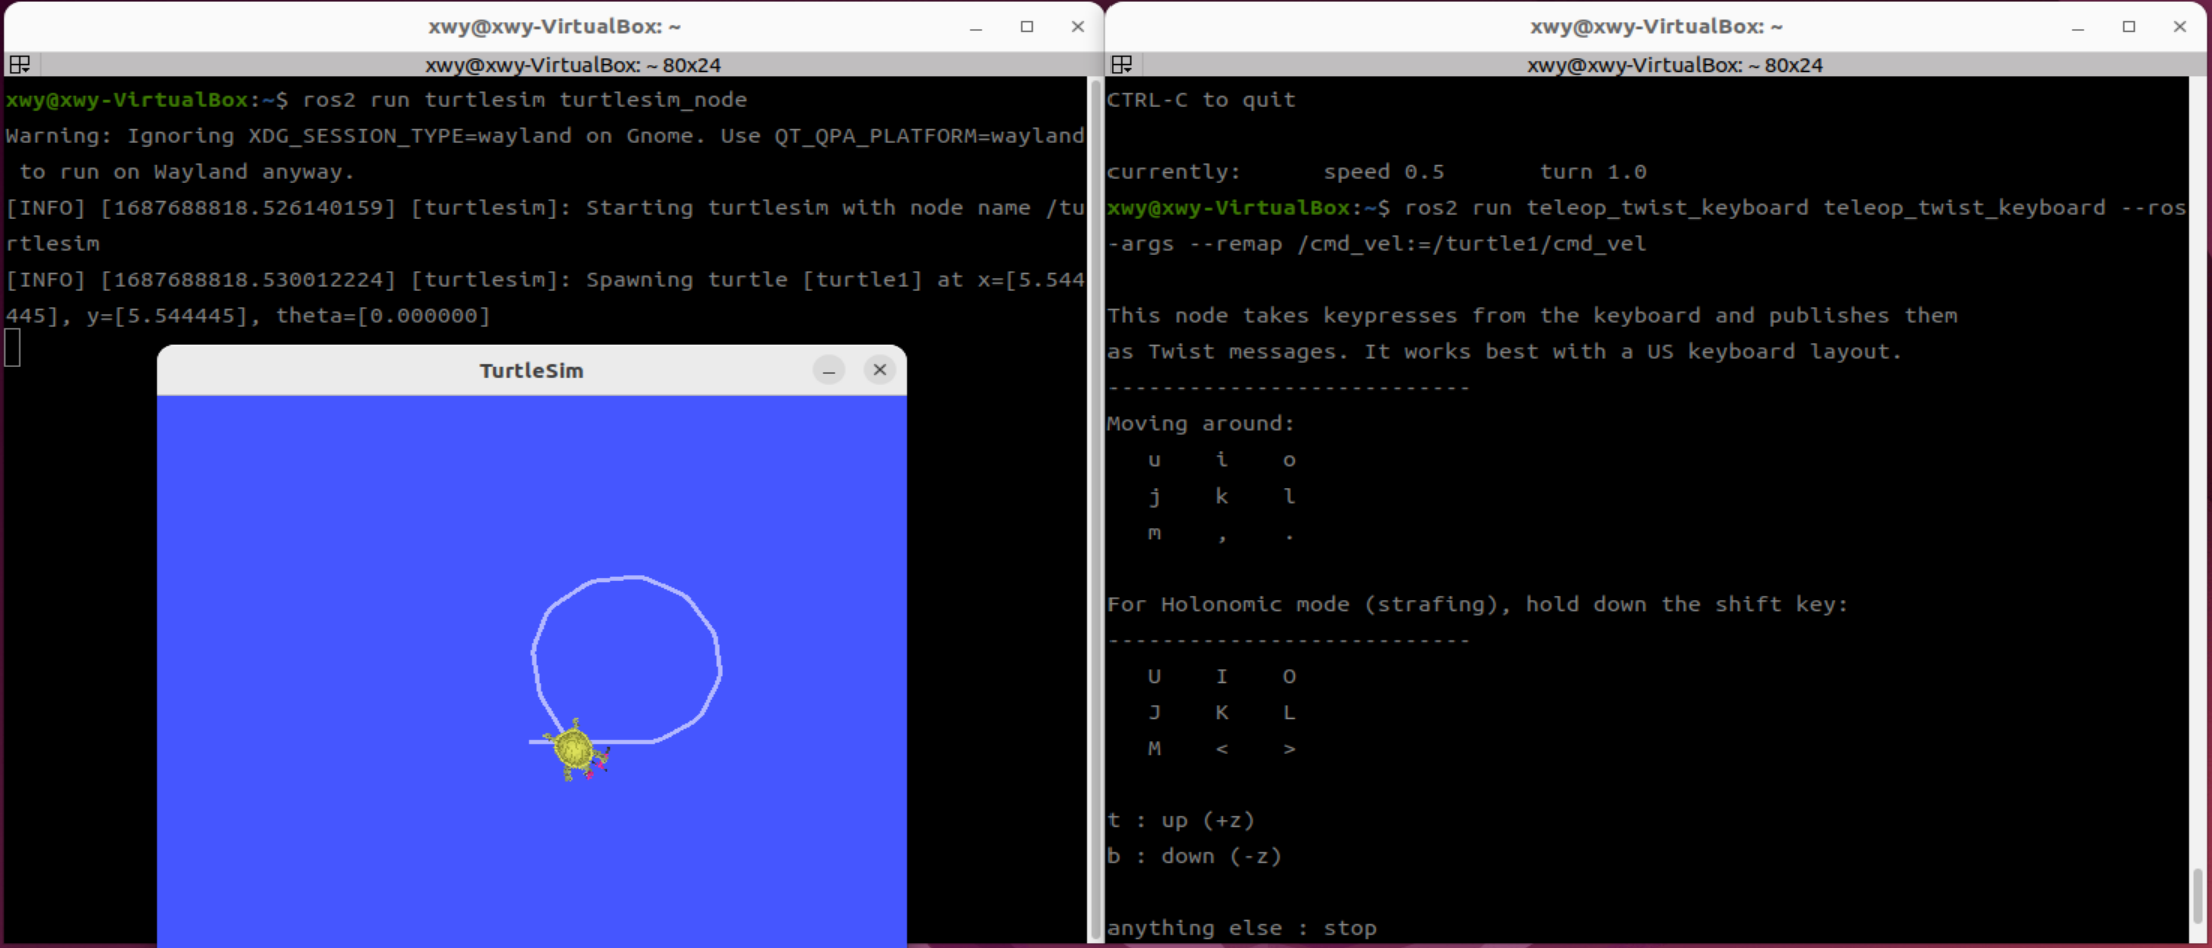 xwy@xwy-VirtualBox: ~
xwy@xwy-VirtualBox: ~ 80x24
xwy@xwy-VirtualBox:~$ ros2 run turtlesim turtlesim_node
Warning: Ignoring XDG_SESSION_TYPE=wayland on Gnome. Use QT_QPA_PLATFORM=wayland
 to run on Wayland anyway.
[INFO] [1687688818.526140159] [turtlesim]: Starting turtlesim with node name /tu
rtlesim
[INFO] [1687688818.530012224] [turtlesim]: Spawning turtle [turtle1] at x=[5.544
445], y=[5.544445], theta=[0.000000]
TurtleSim
xwy@xwy-VirtualBox: ~
xwy@xwy-VirtualBox: ~ 80x24
CTRL-C to quit
currently:      speed 0.5       turn 1.0
xwy@xwy-VirtualBox:~$ ros2 run teleop_twist_keyboard teleop_twist_keyboard --ros
-args --remap /cmd_vel:=/turtle1/cmd_vel
This node takes keypresses from the keyboard and publishes them
as Twist messages. It works best with a US keyboard layout.
---------------------------
Moving around:
   u    i    o
   j    k    l
   m    ,    .
For Holonomic mode (strafing), hold down the shift key:
---------------------------
   U    I    O
   J    K    L
   M    <    >
t : up (+z)
b : down (-z)
anything else : stop